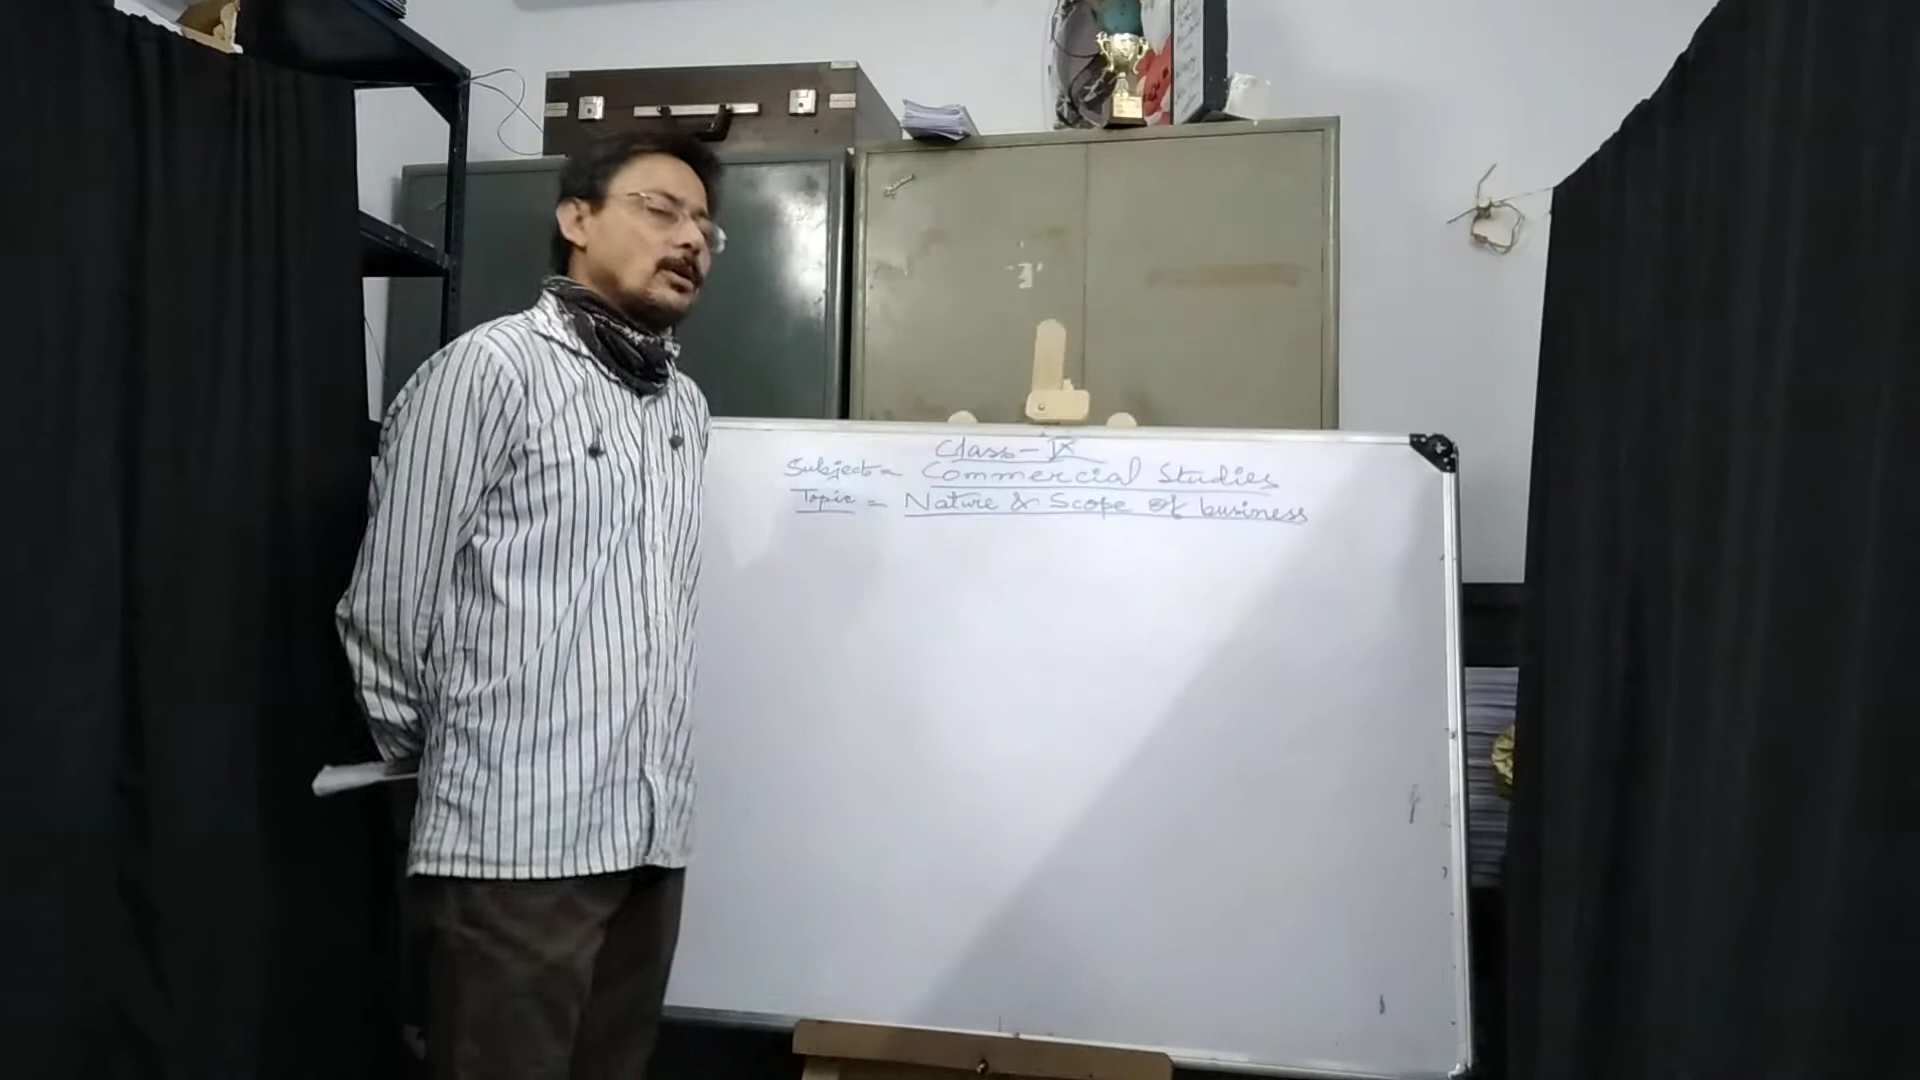 Class - IX
Subject = Commercial Studies
Topic = Nature & Scope of business